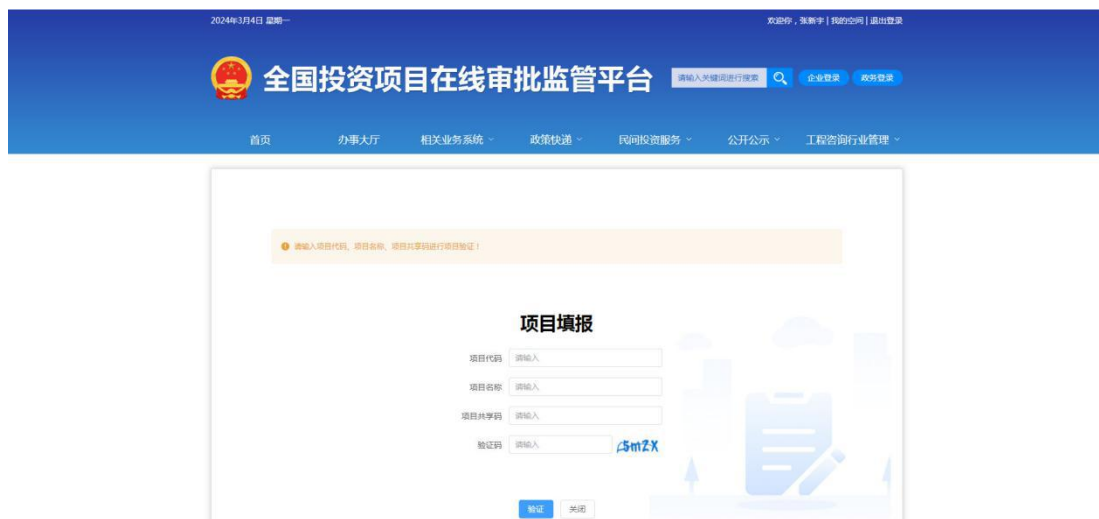 2024年3月4日 星期一
欢迎你，张新宇 | 我的空间 | 退出登录
全国投资项目在线审批监管平台
请输入关键词进行搜索
企业登录
政务登录
首页 办事大厅 相关业务系统 政策快递 民间投资服务 公开公示 工程咨询行业管理
请输入项目代码、项目名称、项目共享码进行项目验证！
项目填报
项目代码 请输入
项目名称 请输入
项目共享码 请输入
验证码 请输入 5mZX
验证 关闭